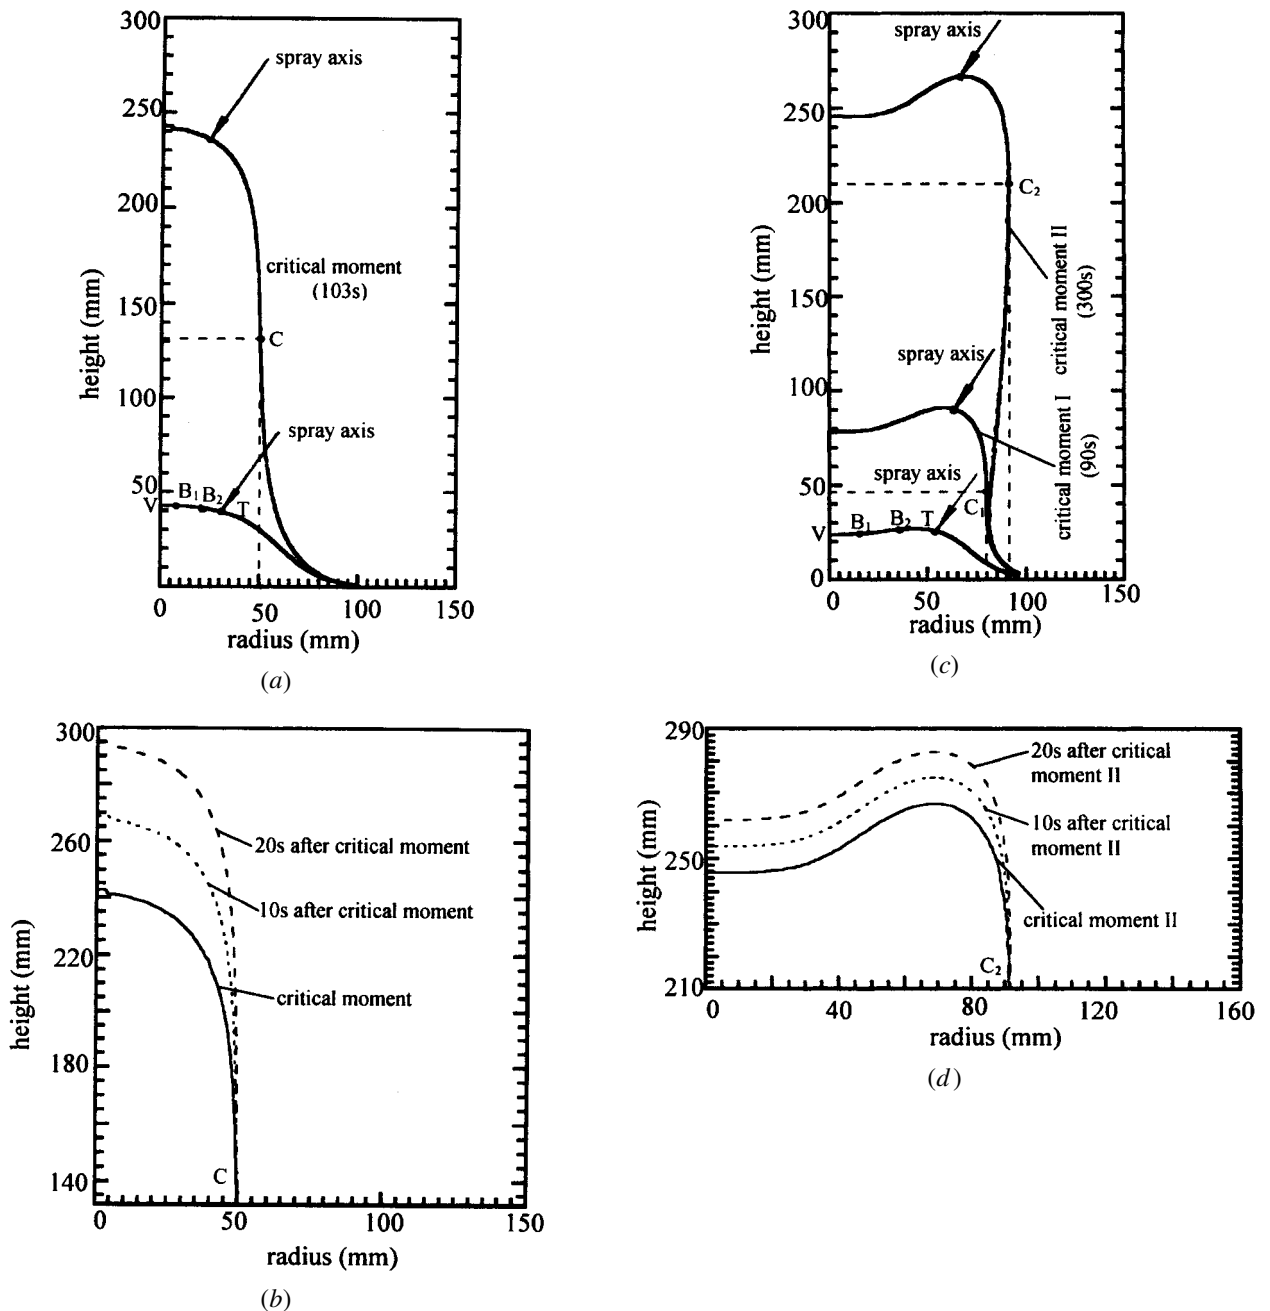 300
250
200
150
100
50
0
50
100
150
height (mm)
radius (mm)
spray axis
critical moment
(103s)
C
spray axis
V
B1
B2
T
(a)
300
250
200
150
100
50
0
0
50
100
150
height (mm)
radius (mm)
spray axis
C2
critical moment II
(300s)
spray axis
critical moment I
(90s)
spray axis
C1
V
B1
B2
T
(c)
300
260
220
180
140
0
50
100
150
height (mm)
radius (mm)
20s after critical moment
10s after critical moment
critical moment
C
(b)
290
250
210
0
40
80
120
160
height (mm)
radius (mm)
20s after critical
moment II
10s after critical
moment II
critical moment II
C2
(d)